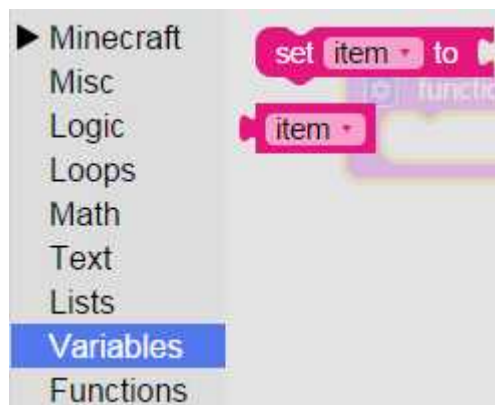 Minecraft
Misc
Logic
Loops
Math
Text
Lists
Variables
Functions
set item to
item